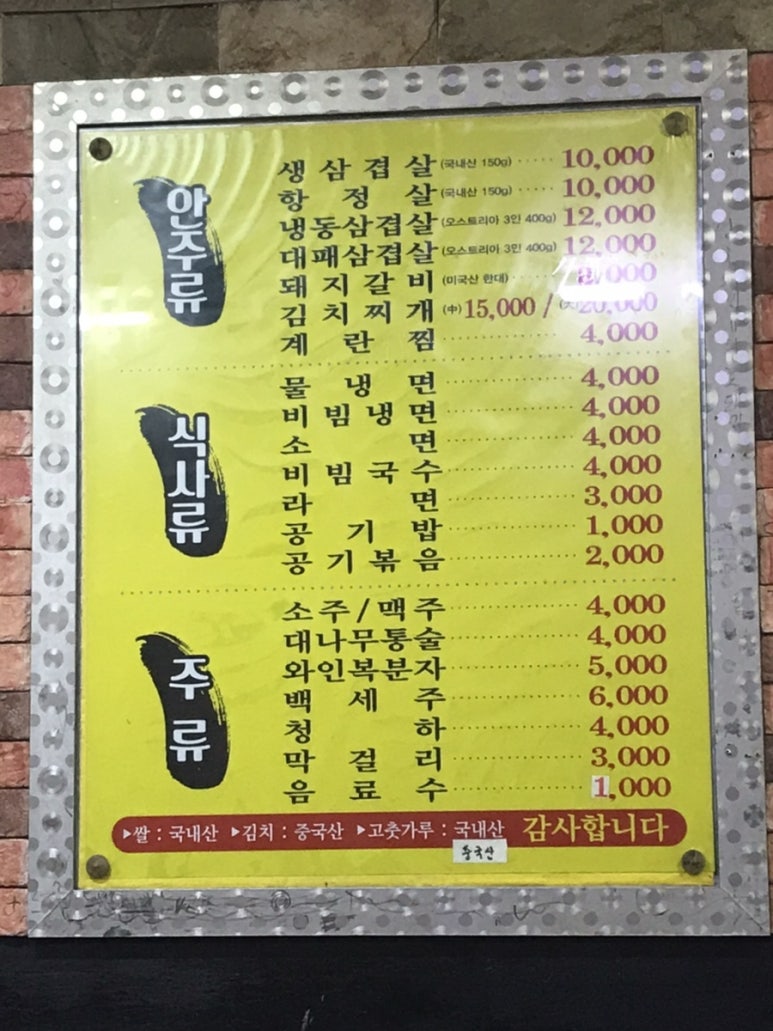 안주류
생삼겹살 (국내산 150g) ····· 10,000
항정살 (국내산 150g) ····· 10,000
냉동삼겹살 (오스트리아 3인 400g) 12,000
대패삼겹살 (오스트리아 3인 400g) 12,000
돼지갈비 (미국산 한대) ····· ,000
김치찌개 (中) 15,000 / (大) 20,000
계란찜 ····· 4,000
식사류
물냉면 ····· 4,000
비빔냉면 ····· 4,000
소면 ····· 4,000
비빔국수 ····· 4,000
라면 ····· 3,000
공기밥 ····· 1,000
공기볶음 ····· 2,000
주류
소주/맥주 ····· 4,000
대나무통술 ····· 4,000
와인복분자 ····· 5,000
백세주 ····· 6,000
청하 ····· 4,000
막걸리 ····· 3,000
음료수 ····· 1,000
▶쌀 : 국내산 ▶김치 : 중국산 ▶고춧가루 : 국내산 감사합니다
중국산